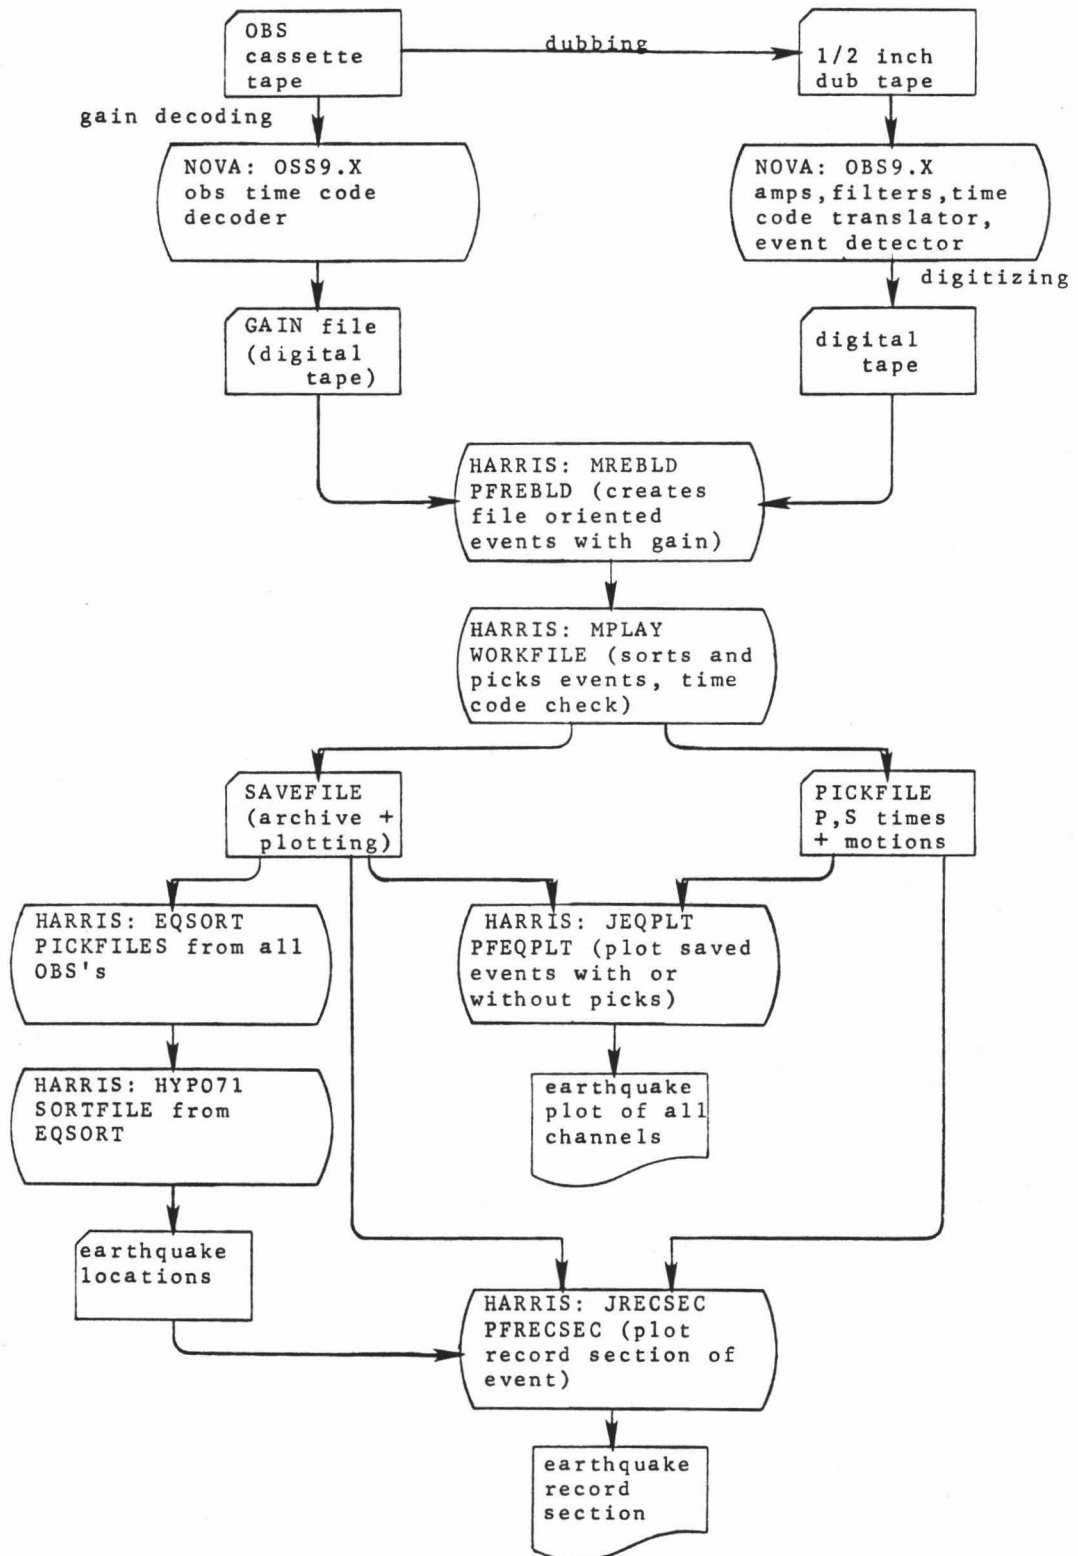 OBS
cassette
tape
dubbing
1/2 inch
dub tape
gain decoding
NOVA: OSS9.X
obs time code
decoder
NOVA: OBS9.X
amps,filters,time
code translator,
event detector
digitizing
GAIN file
(digital
tape)
digital
tape
HARRIS: MREBLD
PFREBLD (creates
file oriented
events with gain)
HARRIS: MPLAY
WORKFILE (sorts and
picks events, time
code check)
SAVEFILE
(archive +
plotting)
PICKFILE
P,S times
+ motions
HARRIS: EQSORT
PICKFILES from all
OBS's
HARRIS: JEQPLT
PFEQPLT (plot saved
events with or
without picks)
HARRIS: HYPO71
SORTFILE from
EQSORT
earthquake
plot of all
channels
earthquake
locations
HARRIS: JRECSEC
PFRECSEC (plot
record section of
event)
earthquake
record
section